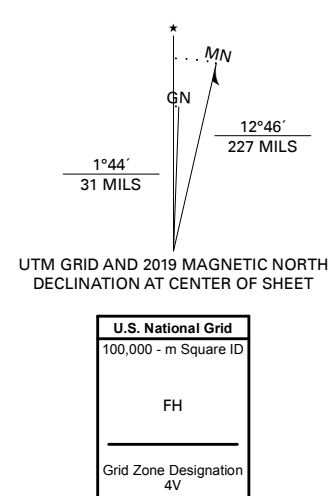 ★
MN
GN
12°46´
227 MILS
1°44´
31 MILS
UTM GRID AND 2019 MAGNETIC NORTH
DECLINATION AT CENTER OF SHEET
U.S. National Grid
100,000 - m Square ID
FH
Grid Zone Designation
4V